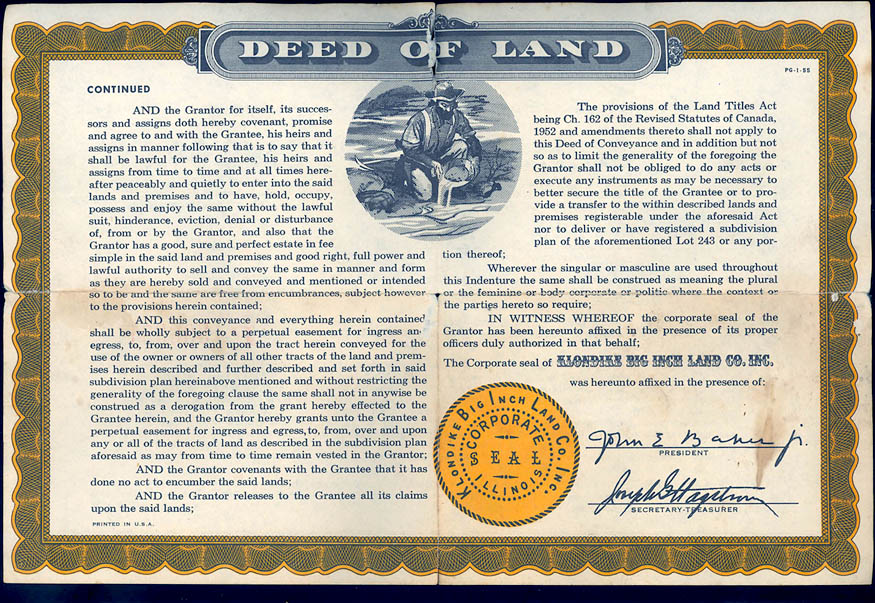 DEED OF LAND
PG-1-55
CONTINUED
AND the Grantor for itself, its succes-
sors and assigns doth hereby covenant, promise
and agree to and with the Grantee, his heirs and
assigns in manner following that is to say that it
shall be lawful for the Grantee, his heirs and
assigns from time to time and at all times here-
after peaceably and quietly to enter into the said
lands and premises and to have, hold, occupy,
possess and enjoy the same without the lawful
suit, hinderance, eviction, denial or disturbance
of, from or by the Grantor, and also that the
Grantor has a good, sure and perfect estate in fee
simple in the said land and premises and good right, full power and
lawful authority to sell and convey the same in manner and form
as they are hereby sold and conveyed and mentioned or intended
so to be and the same are free from encumbrances, subject however
to the provisions herein contained;
AND this conveyance and everything herein contained
shall be wholly subject to a perpetual easement for ingress an-
egress, to, from, over and upon the tract herein conveyed for the
use of the owner or owners of all other tracts of the land and prem-
ises herein described and further described and set forth in said
subdivision plan hereinabove mentioned and without restricting the
generality of the foregoing clause the same shall not in anywise be
construed as a derogation from the grant hereby effected to the
Grantee herein, and the Grantor hereby grants unto the Grantee a
perpetual easement for ingress and egress, to, from, over and upon
any or all of the tracts of land as described in the subdivision plan
aforesaid as may from time to time remain vested in the Grantor;
AND the Grantor covenants with the Grantee that it has
done no act to encumber the said lands;
AND the Grantor releases to the Grantee all its claims
upon the said lands;
PRINTED IN U.S.A.
The provisions of the Land Titles Act
being Ch. 162 of the Revised Statutes of Canada,
1952 and amendments thereto shall not apply to
this Deed of Conveyance and in addition but not
so as to limit the generality of the foregoing the
Grantor shall not be obliged to do any acts or
execute any instruments as may be necessary to
better secure the title of the Grantee or to pro-
vide a transfer to the within described lands and
premises registerable under the aforesaid Act
nor to deliver or have registered a subdivision
plan of the aforementioned Lot 243 or any por-
tion thereof;
Wherever the singular or masculine are used throughout
this Indenture the same shall be construed as meaning the plural
or the feminine or body corporate or politic where the context or
the parties hereto so require;
IN WITNESS WHEREOF the corporate seal of the
Grantor has been hereunto affixed in the presence of its proper
officers duly authorized in that behalf;
The Corporate seal of KLONDIKE BIG INCH LAND CO. INC.
was hereunto affixed in the presence of:
KLONDIKE BIG INCH LAND CO. INC.
CORPORATE
SEAL
ILLINOIS
John E Baker jr.
PRESIDENT
Joseph G Hagstrom
SECRETARY-TREASURER